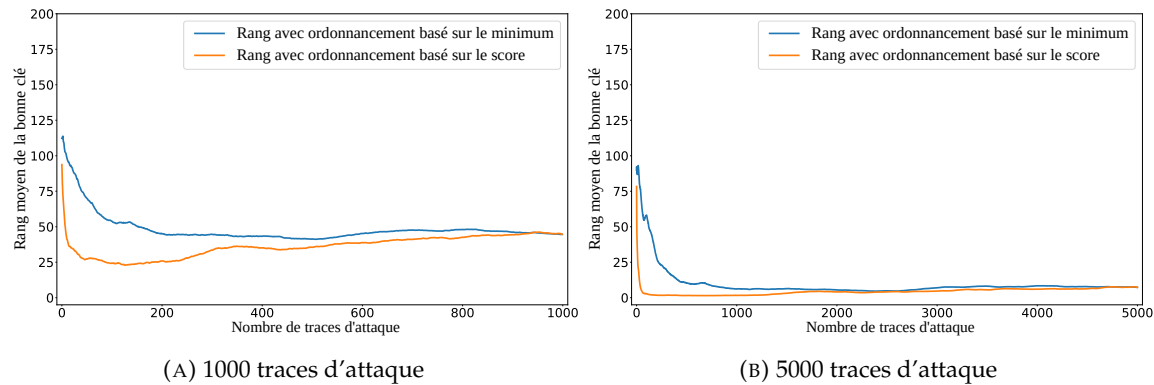 200
175
150
125
100
75
50
25
0
Rang moyen de la bonne clé
Rang avec ordonnancement basé sur le minimum
Rang avec ordonnancement basé sur le score
0 200 400 600 800 1000
Nombre de traces d'attaque
(A) 1000 traces d'attaque
200
175
150
125
100
75
50
25
0
Rang moyen de la bonne clé
Rang avec ordonnancement basé sur le minimum
Rang avec ordonnancement basé sur le score
0 1000 2000 3000 4000 5000
Nombre de traces d'attaque
(B) 5000 traces d'attaque